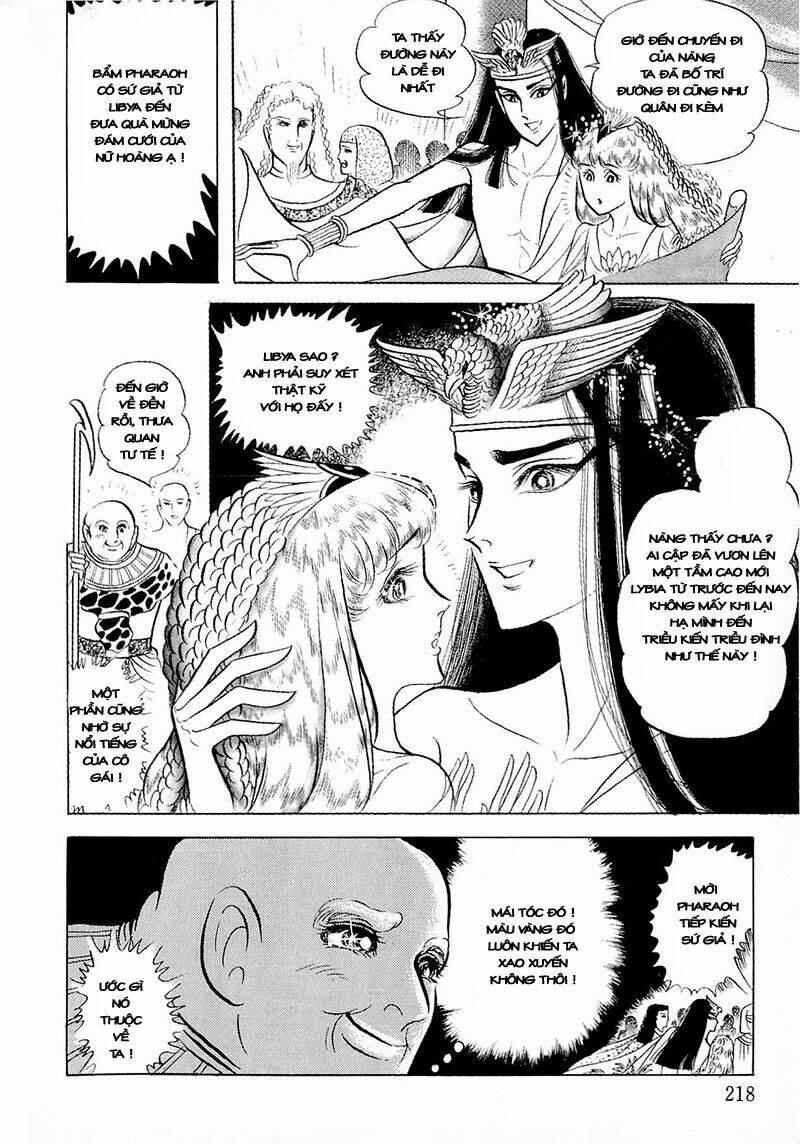 GIỜ ĐẾN CHUYẾN ĐI
CỦA NÀNG
TA ĐÃ BỐ TRÍ
ĐƯỜNG ĐI CŨNG NHƯ
QUÂN ĐI KÈM
TA THẤY
ĐƯỜNG NÀY
LÀ DỄ ĐI
NHẤT
BẨM PHARAOH
CÓ SỨ GIẢ TỪ
LIBYA ĐẾN
ĐƯA QUÀ MỪNG
ĐÁM CƯỚI CỦA
NỮ HOÀNG Ạ !
LIBYA SAO ?
ANH PHẢI SUY XÉT
THẬT KỸ
VỚI HỌ ĐẤY !
NÀNG THẤY CHƯA ?
AI CẬP ĐÃ VƯƠN LÊN
MỘT TẦM CAO MỚI
LYBIA TỪ TRƯỚC ĐẾN NAY
KHÔNG MẤY KHI LẠI
HẠ MÌNH ĐẾN
TRIỀU KIẾN TRIỀU ĐÌNH
NHƯ THẾ NÀY !
ĐẾN GIỜ
VỀ ĐỀN
RỒI, THƯA
QUAN
TƯ TẾ !
MỘT
PHẦN CŨNG
NHỜ SỰ
NỔI TIẾNG
CỦA CÔ
GÁI !
MỜI
PHARAOH
TIẾP KIẾN
SỨ GIẢ !
MÁI TÓC ĐÓ !
MÀU VÀNG ĐÓ
LUÔN KHIẾN TA
XAO XUYẾN
KHÔNG THÔI !
ƯỚC GÌ
NÓ
THUỘC
VỀ
TA !
218